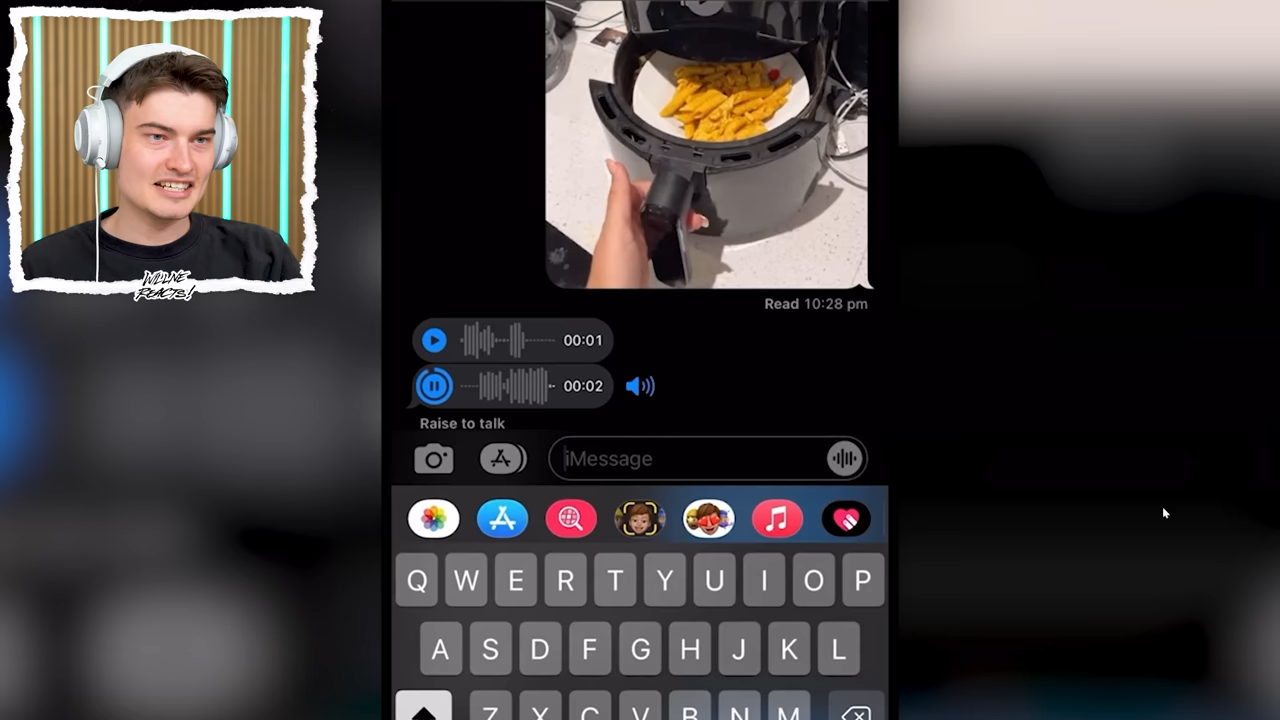 WILLNE
REACTS!
Read 10:28 pm
00:01
00:02
Raise to talk
iMessage
Q W E R T Y U I O P
A S D F G H J K L
Z X C V B N M